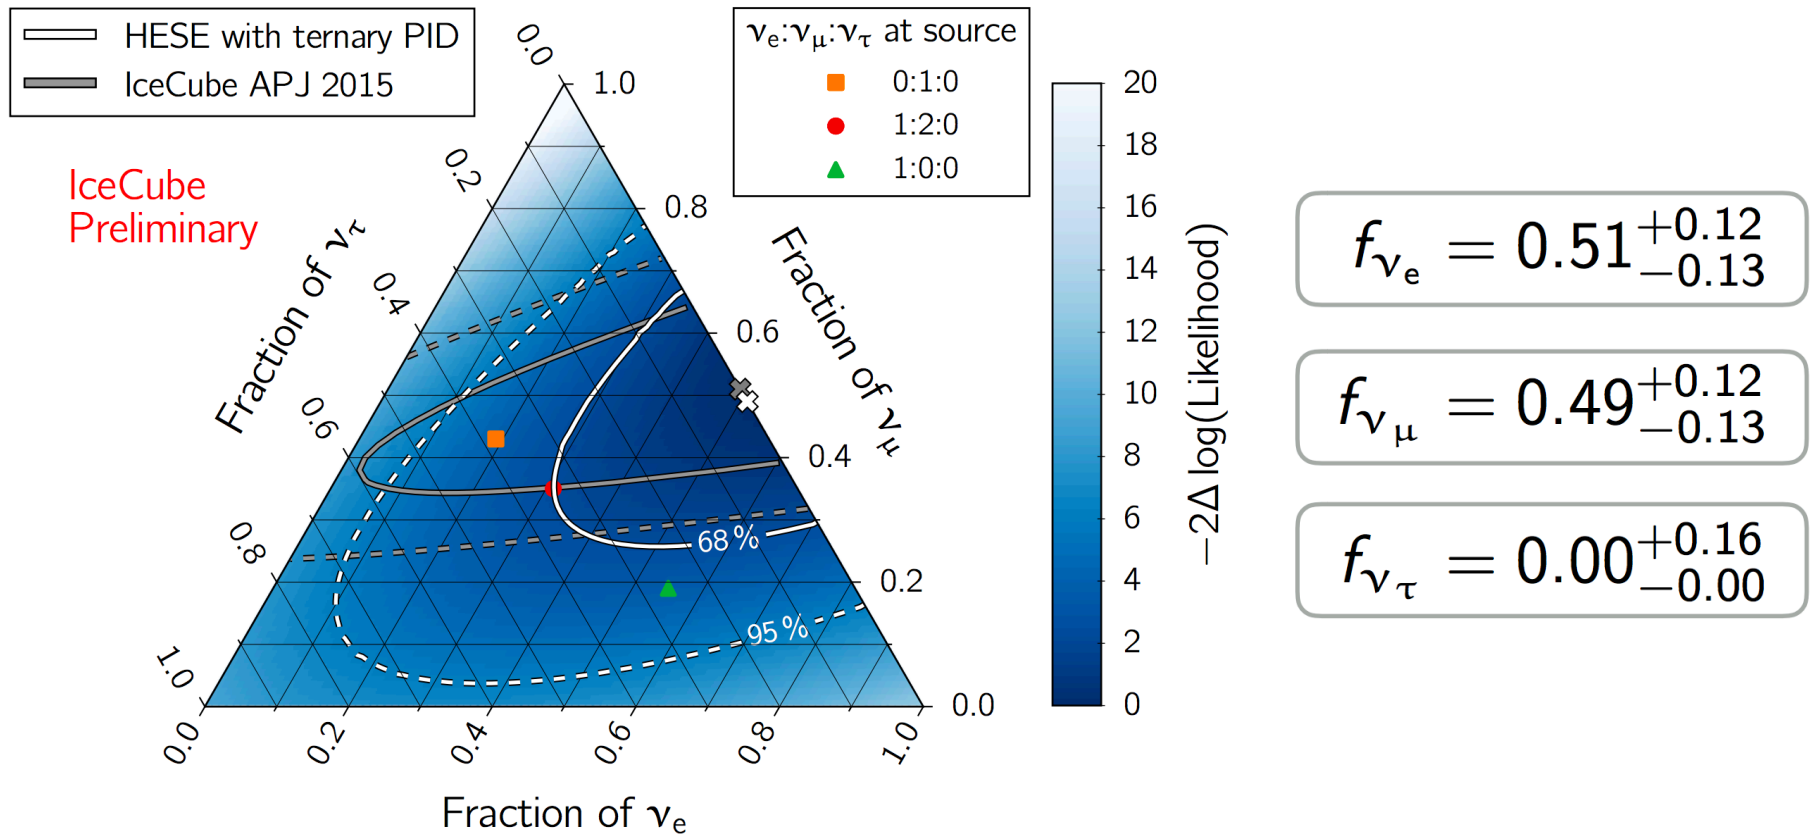 HESE with ternary PID
IceCube APJ 2015
IceCube
Preliminary
νe:νμ:ντ at source
0:1:0
1:2:0
1:0:0
Fraction of ντ
0.0
0.2
0.4
0.6
0.8
1.0
Fraction of νμ
1.0
0.8
0.6
0.4
0.2
0.0
68 %
95 %
0.0
0.2
0.4
0.6
0.8
1.0
Fraction of νe
20
18
16
14
12
10
8
6
4
2
0
−2Δ log(Likelihood)
fνe = 0.51 +0.12 −0.13
fνμ = 0.49 +0.12 −0.13
fντ = 0.00 +0.16 −0.00